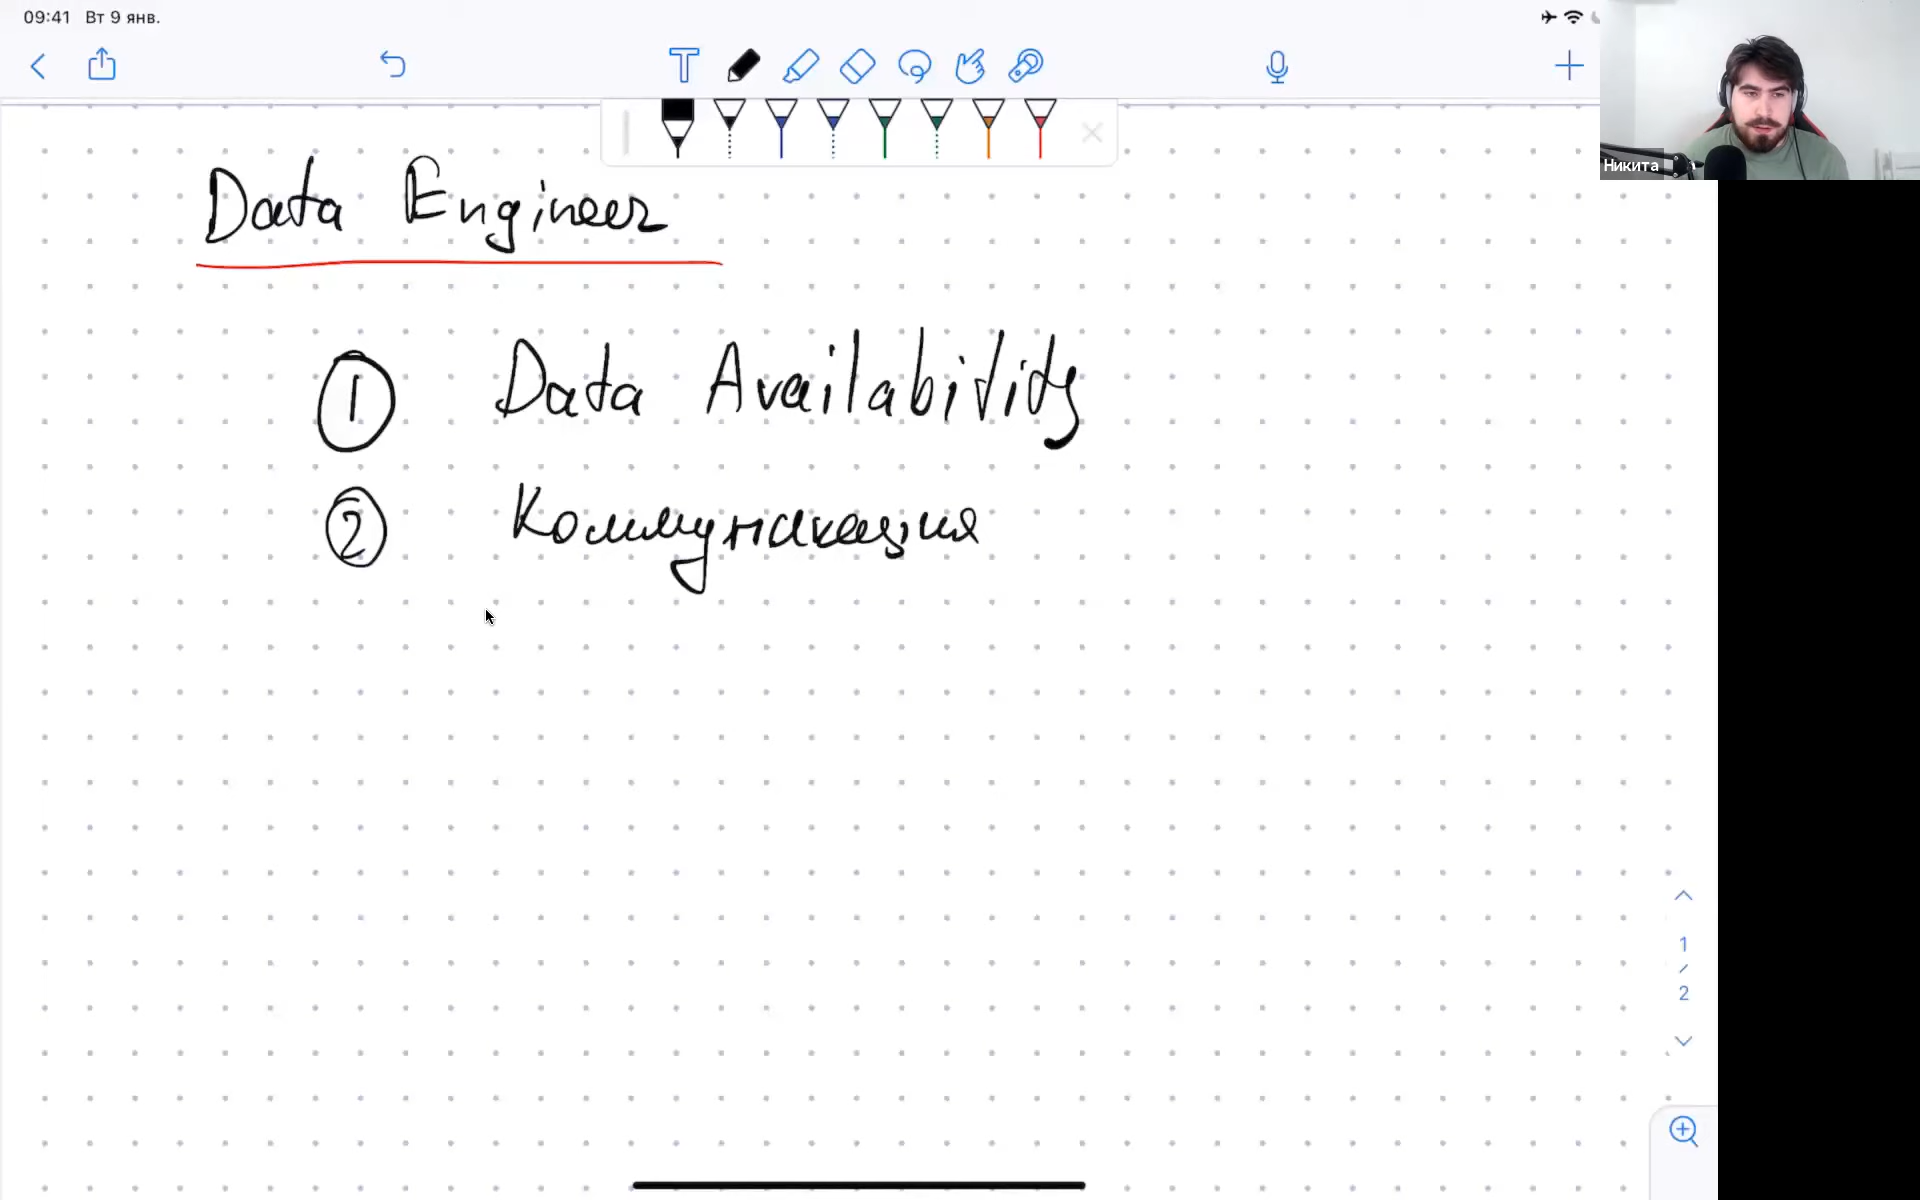 09:41 Вт 9 янв.
Никита
Data Engineer
1 Data Availability
2 Коммуникация
1
/
2